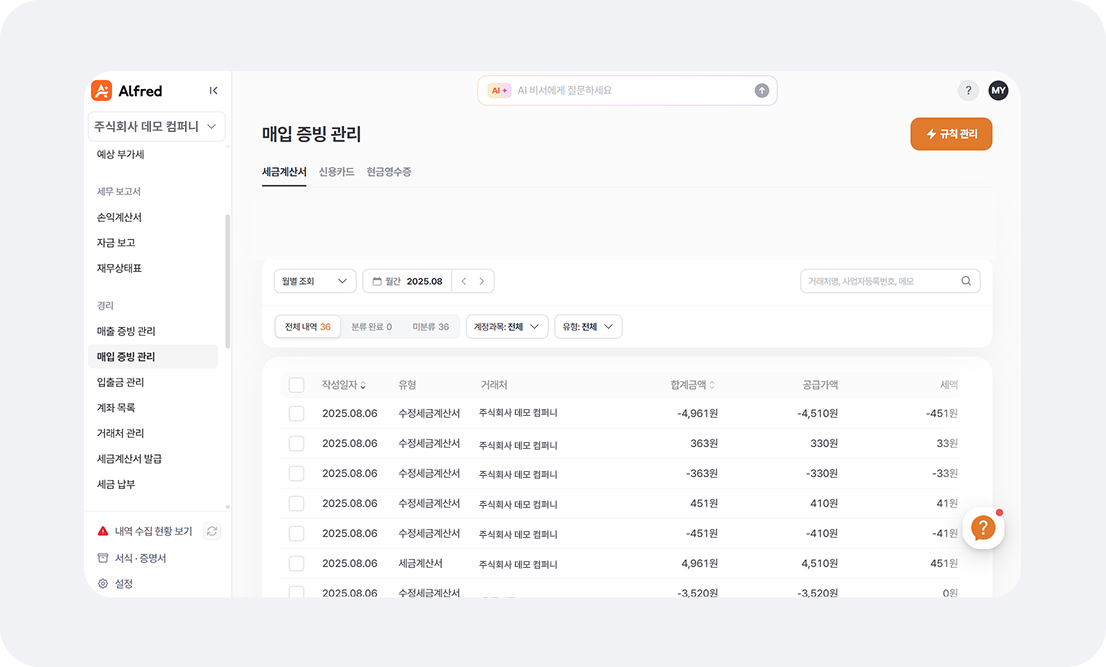 Alfred
주식회사 데모 컴퍼니
예상 부가세
세무 보고서
손익계산서
자금 보고
재무상태표
경리
매출 증빙 관리
매입 증빙 관리
입출금 관리
계좌 목록
거래처 관리
세금계산서 발급
세금 납부
내역 수집 현황 보기
서식 · 증명서
설정
AI + AI 비서에게 질문하세요
? MY
매입 증빙 관리
규칙 관리
세금계산서 신용카드 현금영수증
월별 조회 월간 2025.08
거래처명, 사업자등록번호, 메모
전체 내역 36 분류 완료 0 미분류 36 계정과목: 전체 유형: 전체
작성일자 유형 거래처 합계금액 공급가액 세액
2025.08.06 수정세금계산서 주식회사 데모 컴퍼니 -4,961원 -4,510원 -451원
2025.08.06 수정세금계산서 주식회사 데모 컴퍼니 363원 330원 33원
2025.08.06 수정세금계산서 주식회사 데모 컴퍼니 -363원 -330원 -33원
2025.08.06 수정세금계산서 주식회사 데모 컴퍼니 451원 410원 41원
2025.08.06 수정세금계산서 주식회사 데모 컴퍼니 -451원 -410원 -41원
2025.08.06 세금계산서 주식회사 데모 컴퍼니 4,961원 4,510원 451원
2025.08.06 수정세금계산서 -3,520원 -3,520원 0원
?